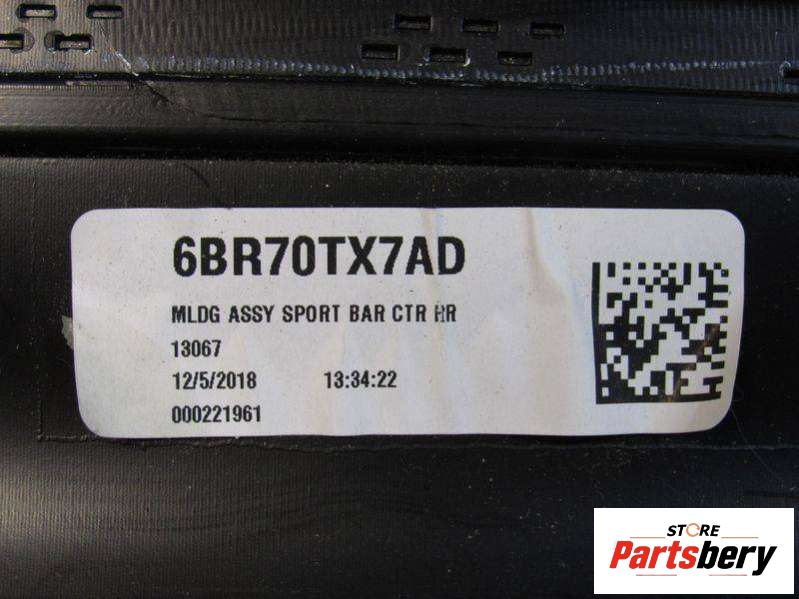 6BR70TX7AD
MLDG ASSY SPORT BAR CTR RR
13067
12/5/2018 13:34:22
000221961
STORE
Partsbery